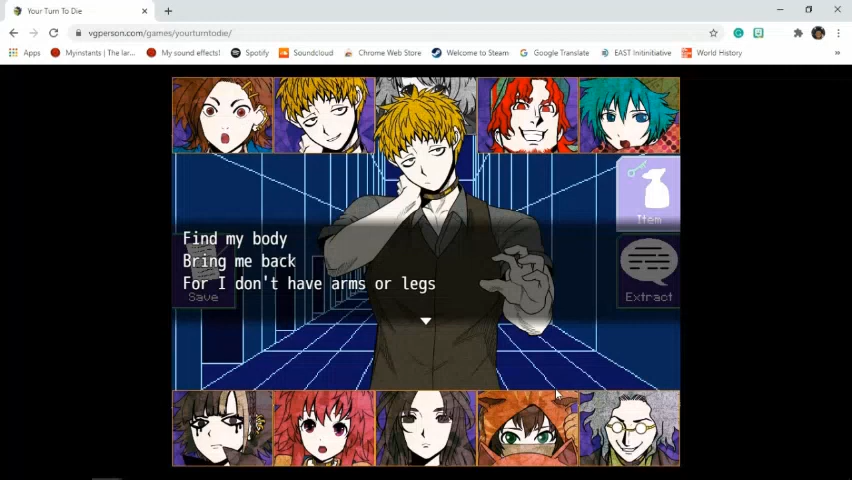 Your Turn To Die
vgperson.com/games/yourturntodie/
Apps
Myinstants | The lar...
My sound effects!
Spotify
Soundcloud
Chrome Web Store
Welcome to Steam
Google Translate
EAST Initinitiative
World History
Item
Find my body
Bring me back
For I don't have arms or legs
Save
Extract